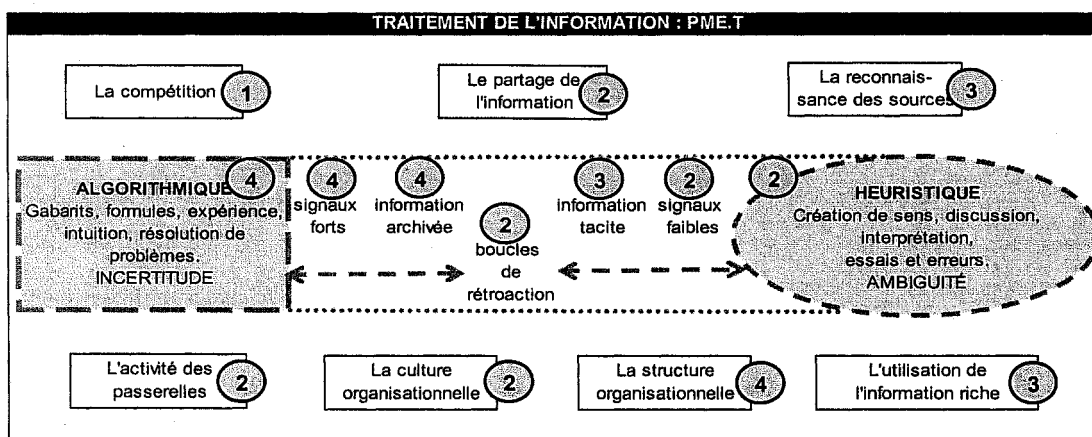 TRAITEMENT DE L'INFORMATION : PME.T
La compétition 1
Le partage de
l'information 2
La reconnais-
sance des sources 3
ALGORITHMIQUE 4
Gabarits, formules, expérience,
intuition, résolution de
problèmes.
INCERTITUDE
4
signaux
forts
4
information
archivée
2
boucles
de
rétroaction
3
information
tacite
2
signaux
faibles
2
HEURISTIQUE
Création de sens, discussion,
interprétation,
essais et erreurs,
AMBIGUITÉ
L'activité des
passerelles 2
La culture
organisationnelle 2
La structure
organisationnelle 4
L'utilisation de
l'information riche 3